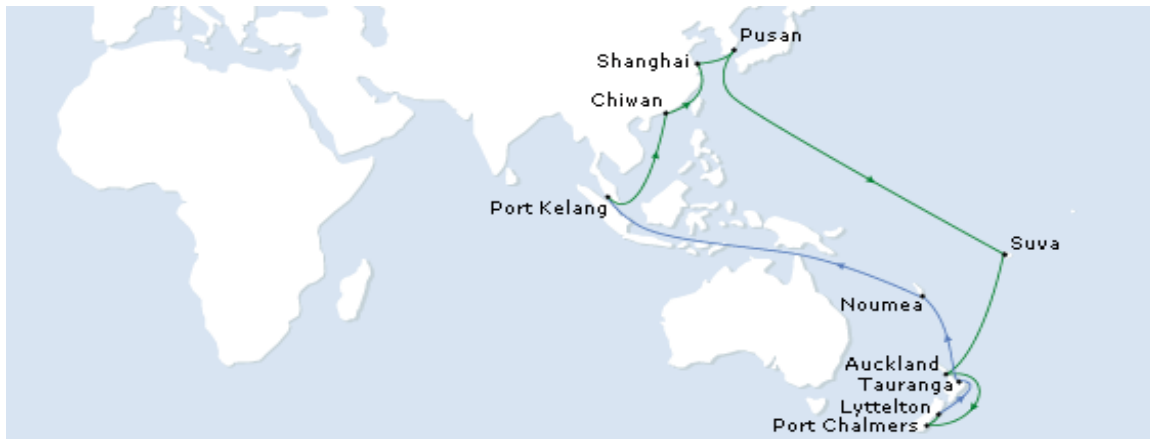 Pusan
Shanghai
Chiwan
Port Kelang
Suva
Noumea
Auckland
Tauranga
Lyttelton
Port Chalmers